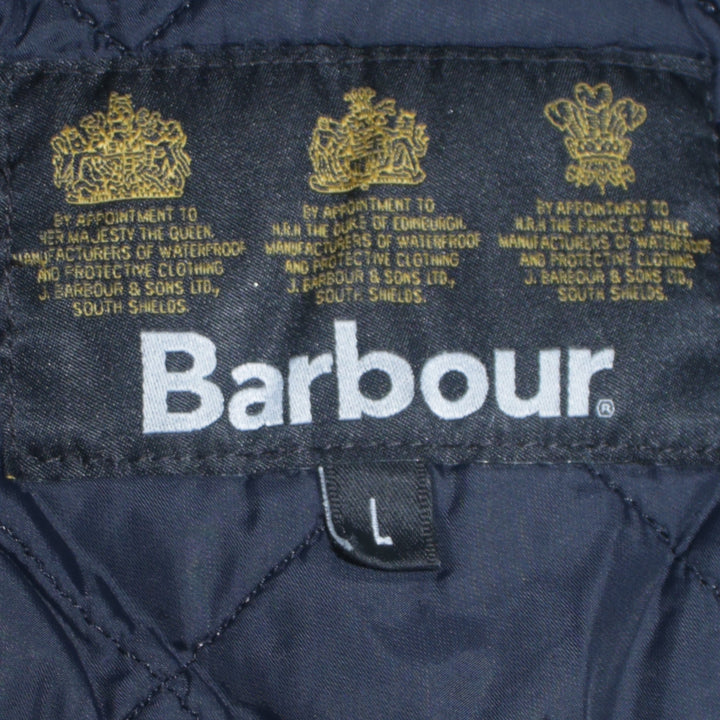 BY APPOINTMENT TO
HER MAJESTY THE QUEEN
MANUFACTURERS OF WATERPROOF
AND PROTECTIVE CLOTHING
J. BARBOUR & SONS LTD.,
SOUTH SHIELDS.
BY APPOINTMENT TO
H.R.H THE DUKE OF EDINBURGH.
MANUFACTURERS OF WATERPROOF
AND PROTECTIVE CLOTHING
J. BARBOUR & SONS LTD.,
SOUTH SHIELDS.
BY APPOINTMENT TO
H.R.H THE PRINCE OF WALES
MANUFACTURERS OF WATERPROOF
AND PROTECTIVE CLOTHING
J. BARBOUR & SONS LTD.,
SOUTH SHIELDS.
Barbour®
L